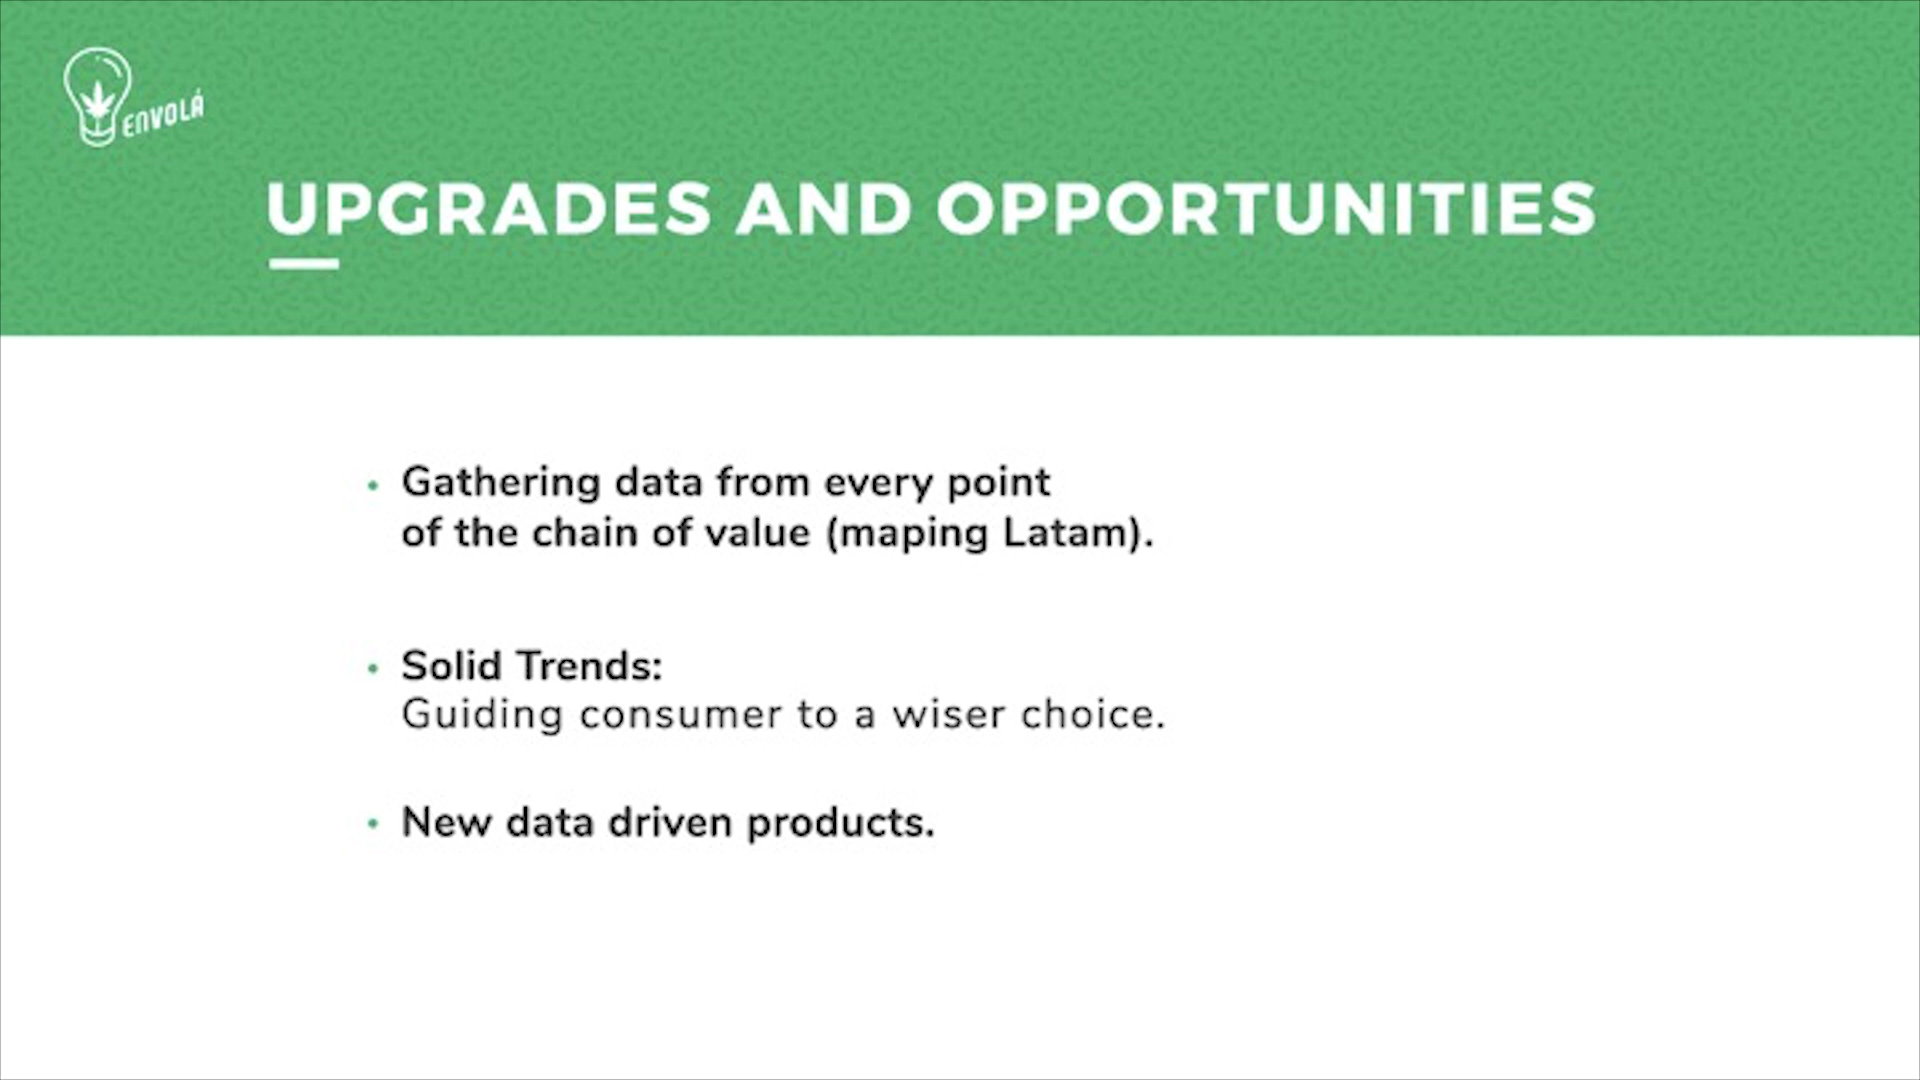 ENVOLÁ
UPGRADES AND OPPORTUNITIES
• Gathering data from every point
of the chain of value (maping Latam).
• Solid Trends:
Guiding consumer to a wiser choice.
• New data driven products.